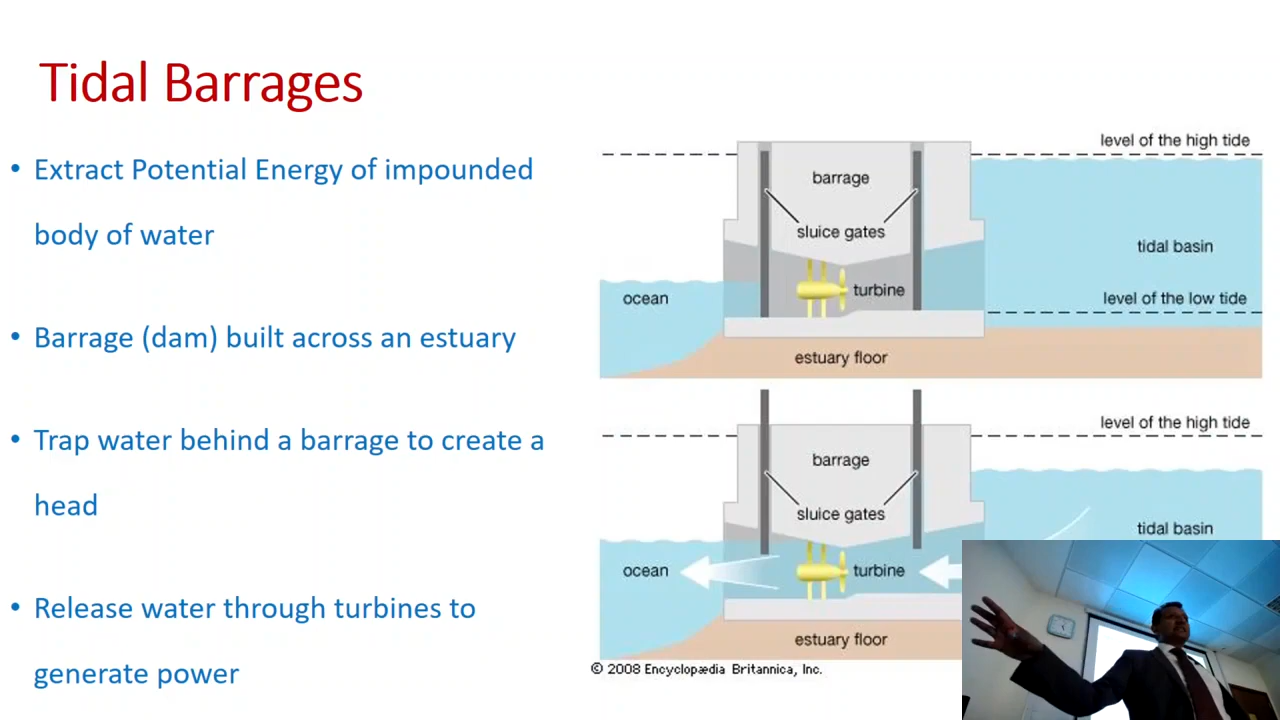 Tidal Barrages
• Extract Potential Energy of impounded
body of water
• Barrage (dam) built across an estuary
• Trap water behind a barrage to create a
head
• Release water through turbines to
generate power
level of the high tide
barrage
sluice gates
tidal basin
turbine
ocean
level of the low tide
estuary floor
level of the high tide
barrage
sluice gates
tidal basin
ocean
turbine
estuary floor
© 2008 Encyclopædia Britannica, Inc.